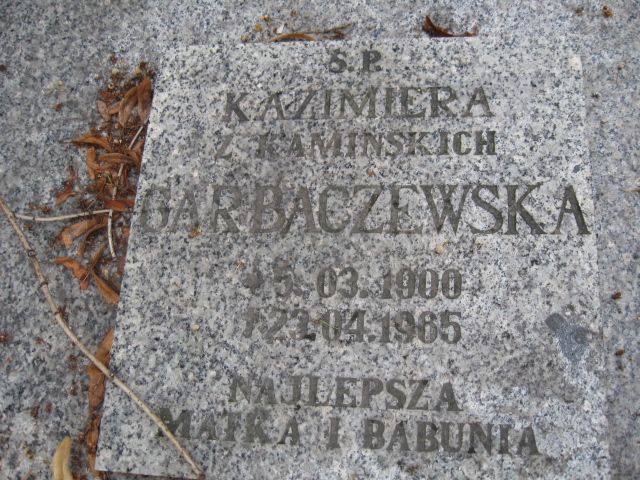 Ś.P.
KAZIMIERA
Z KAMIŃSKICH
GARBACZEWSKA
* 5. 03. 1900
† 23.04.1965
NAJLEPSZA
MATKA I BABUNIA